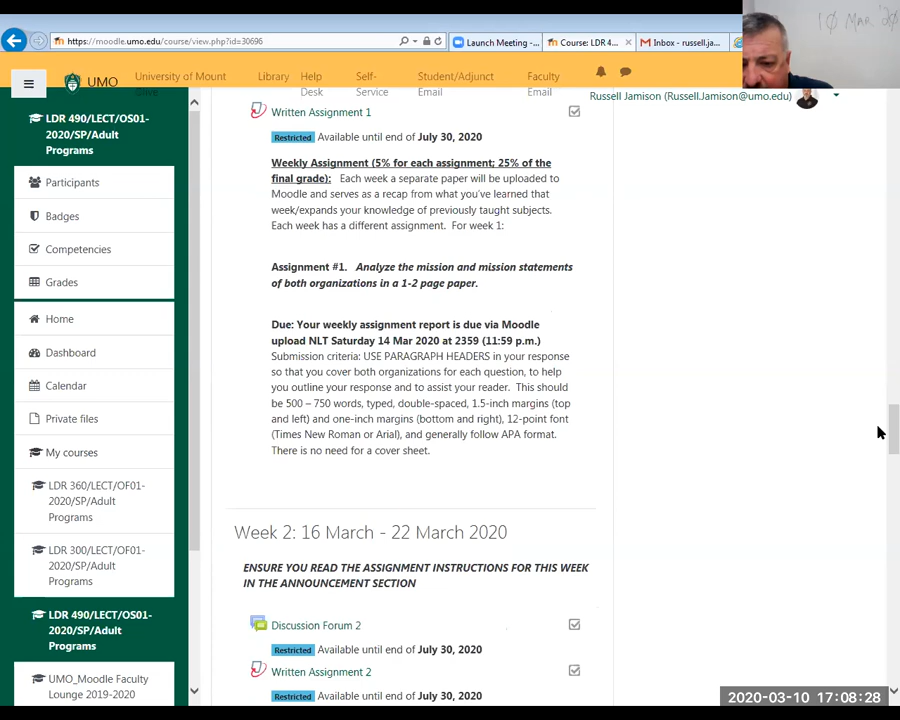 10 MAR '20
https://moodle.umo.edu/course/view.php?id=30696
Launch Meeting -...
Course: LDR 4...
Inbox - russell.ja...
UMO
University of Mount
Olive
Library
Help
Desk
Self-
Service
Student/Adjunct
Email
Faculty
Email
Russell Jamison (Russell.Jamison@umo.edu)
LDR 490/LECT/OS01-
2020/SP/Adult
Programs
Participants
Badges
Competencies
Grades
Home
Dashboard
Calendar
Private files
My courses
LDR 360/LECT/OF01-
2020/SP/Adult
Programs
LDR 300/LECT/OF01-
2020/SP/Adult
Programs
LDR 490/LECT/OS01-
2020/SP/Adult
Programs
UMO_Moodle Faculty
Lounge 2019-2020
Written Assignment 1
Restricted Available until end of July 30, 2020
Weekly Assignment (5% for each assignment; 25% of the
final grade): Each week a separate paper will be uploaded to
Moodle and serves as a recap from what you've learned that
week/expands your knowledge of previously taught subjects.
Each week has a different assignment. For week 1:
Assignment #1. Analyze the mission and mission statements
of both organizations in a 1-2 page paper.
Due: Your weekly assignment report is due via Moodle
upload NLT Saturday 14 Mar 2020 at 2359 (11:59 p.m.)
Submission criteria: USE PARAGRAPH HEADERS in your response
so that you cover both organizations for each question, to help
you outline your response and to assist your reader. This should
be 500 – 750 words, typed, double-spaced, 1.5-inch margins (top
and left) and one-inch margins (bottom and right), 12-point font
(Times New Roman or Arial), and generally follow APA format.
There is no need for a cover sheet.
Week 2: 16 March - 22 March 2020
ENSURE YOU READ THE ASSIGNMENT INSTRUCTIONS FOR THIS WEEK
IN THE ANNOUNCEMENT SECTION
Discussion Forum 2
Restricted Available until end of July 30, 2020
Written Assignment 2
Restricted Available until end of July 30, 2020
2020-03-10 17:08:28